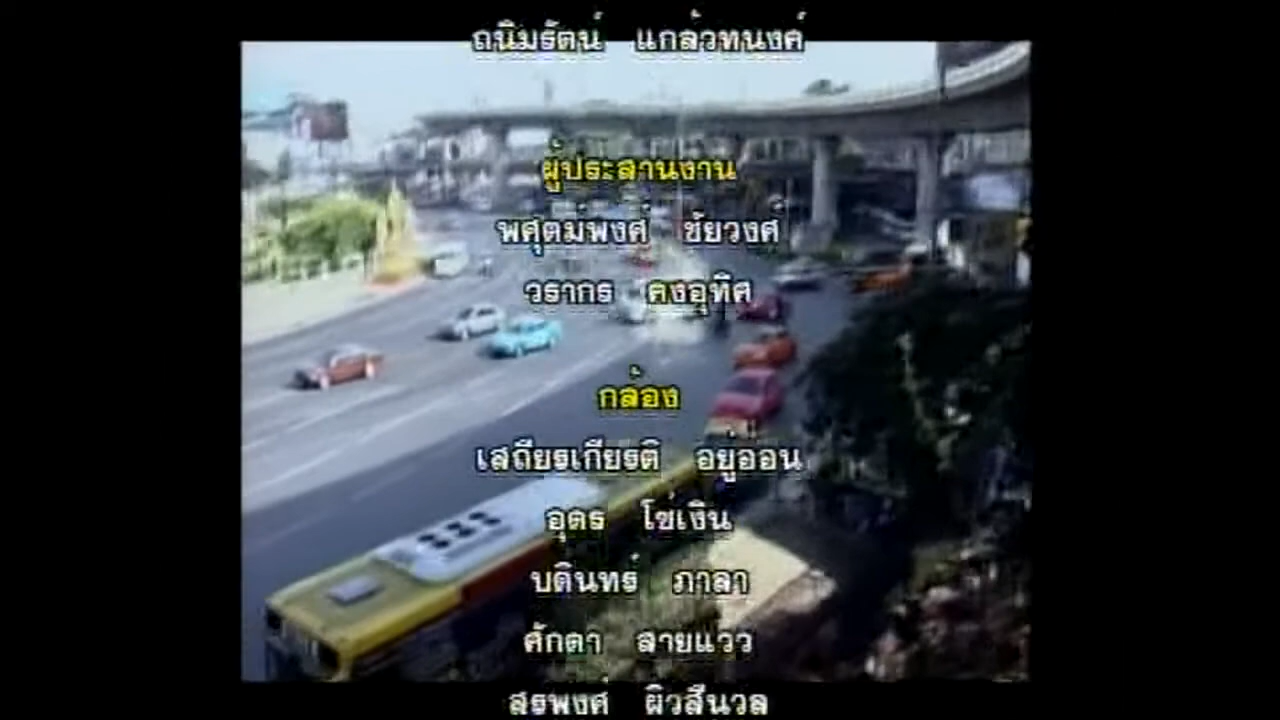 ถนิมรัตน์ แกล้วทนงค์
ผู้ประสานงาน
พศุตม์พงศ์ ชัยวงศ์
วรากร คงอุทิศ
กล้อง
เสถียรเกียรติ อยู่อ่อน
อุดร โข่เงิน
บดินทร์ ภาลา
ศักดา สายแวว
สรพงศ์ ผิวสีนวล